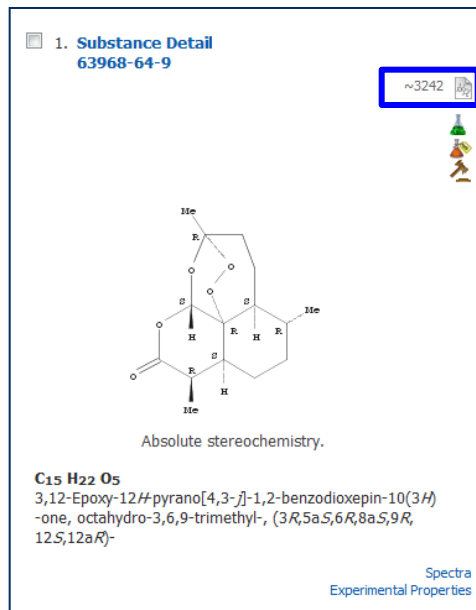 1. Substance Detail
63968-64-9
~3242
Me
R
O
O
O
S
S
Me
O
H
R
H
R
S
O
R
H
Me
Absolute stereochemistry.
C15 H22 O5
3,12-Epoxy-12H-pyrano[4,3-j]-1,2-benzodioxepin-10(3H)
-one, octahydro-3,6,9-trimethyl-, (3R,5aS,6R,8aS,9R,
12S,12aR)-
Spectra
Experimental Properties